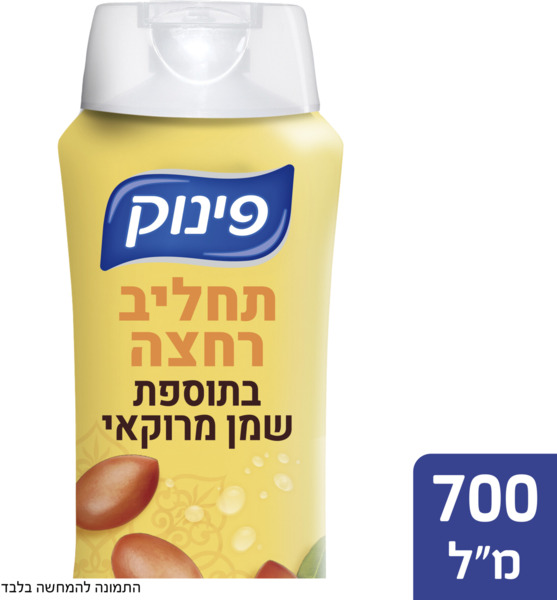 פינוק
תחליב
רחצה
בתוספת
שמן מרוקאי
700
מ״ל
התמונה להמחשה בלבד